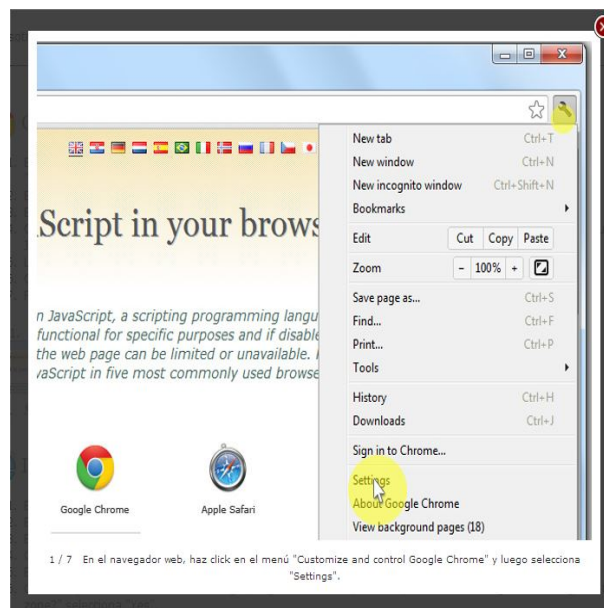 Script in your brows
n JavaScript, a scripting programming langu
functional for specific purposes and if disable
the web page can be limited or unavailable.
vaScript in five most commonly used browse
Google Chrome
Apple Safari
New tab Ctrl+T
New window Ctrl+N
New incognito window Ctrl+Shift+N
Bookmarks
Edit Cut Copy Paste
Zoom - 100% +
Save page as... Ctrl+S
Find... Ctrl+F
Print... Ctrl+P
Tools
History Ctrl+H
Downloads Ctrl+J
Sign in to Chrome...
Settings
About Google Chrome
View background pages (18)
1 / 7 En el navegador web, haz click en el menú "Customize and control Google Chrome" y luego selecciona
"Settings".